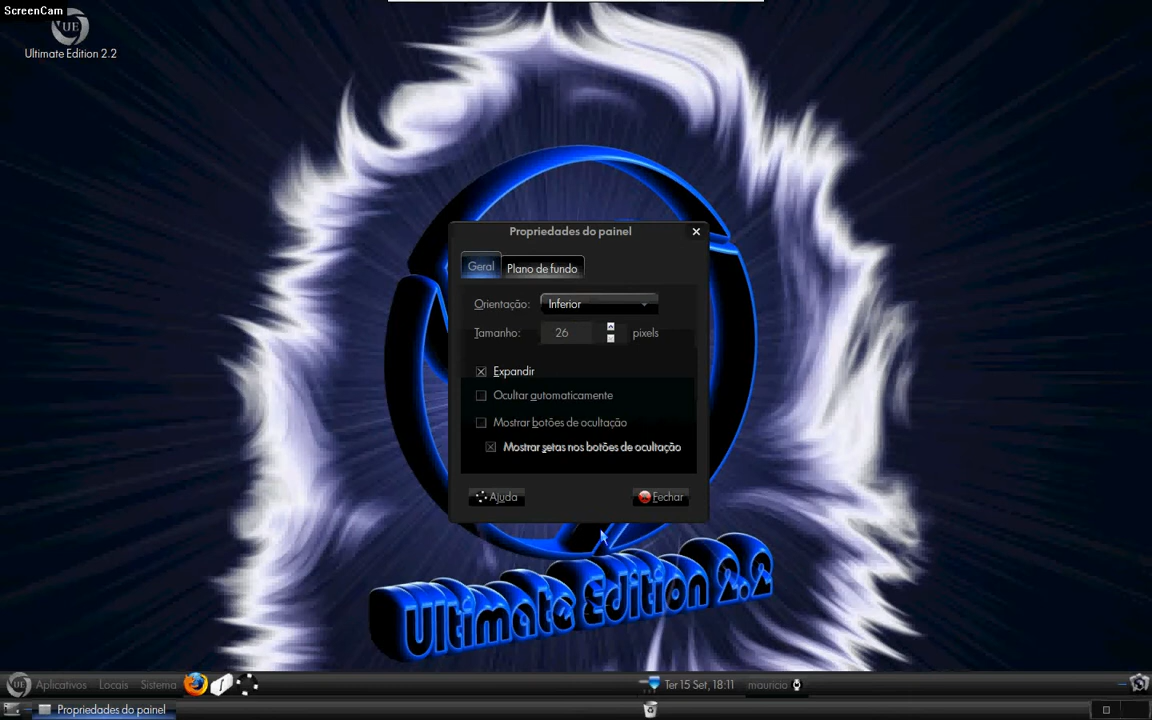 ScreenCam
UE
Ultimate Edition 2.2
Propriedades do painel
Geral
Plano de fundo
Orientação:
Inferior
Tamanho:
26
pixels
Expandir
Ocultar automaticamente
Mostrar botões de ocultação
Mostrar setas nos botões de ocultação
Ajuda
Fechar
Ultimate Edition 2.2
UE Aplicativos Locais Sistema
Ter 15 Set, 18:11
mauricio
Propriedades do painel